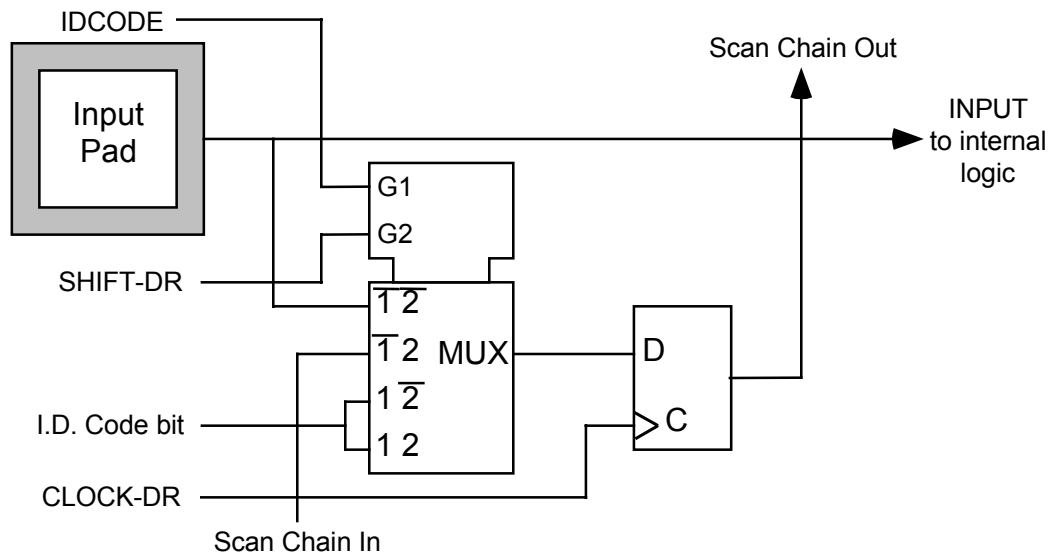 IDCODE
Scan Chain Out
Input
Pad
INPUT
to internal
logic
G1
G2
SHIFT-DR
1̅ 2̅
1̅ 2
MUX
D
1 2̅
I.D. Code bit
C
1 2
CLOCK-DR
Scan Chain In